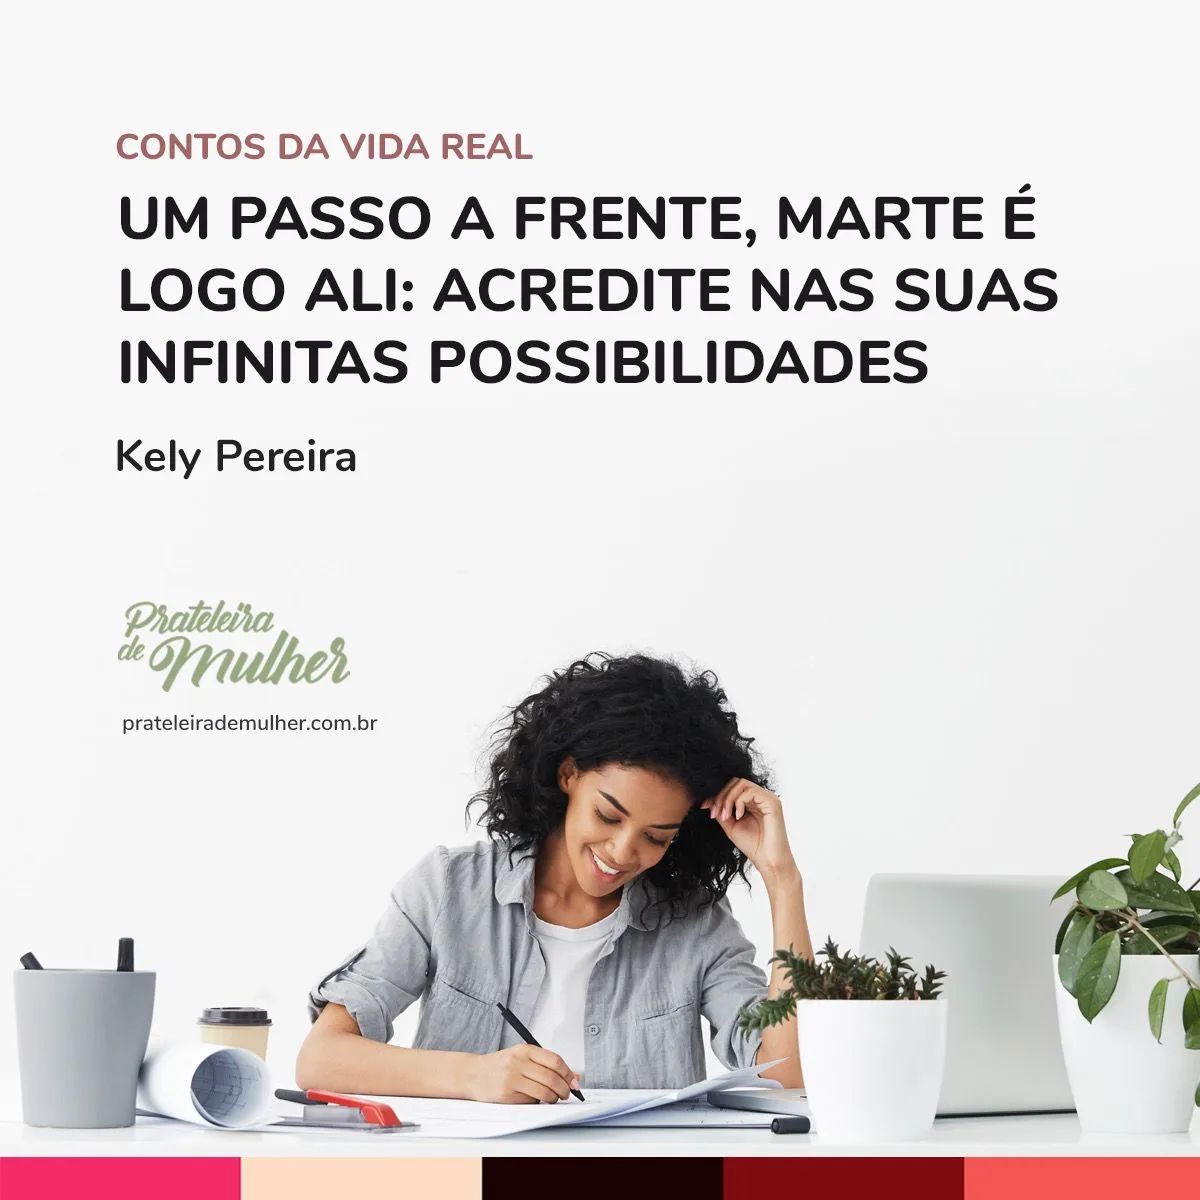 CONTOS DA VIDA REAL
UM PASSO A FRENTE, MARTE É
LOGO ALI: ACREDITE NAS SUAS
INFINITAS POSSIBILIDADES
Kely Pereira
Prateleira
de Mulher
prateleirademulher.com.br